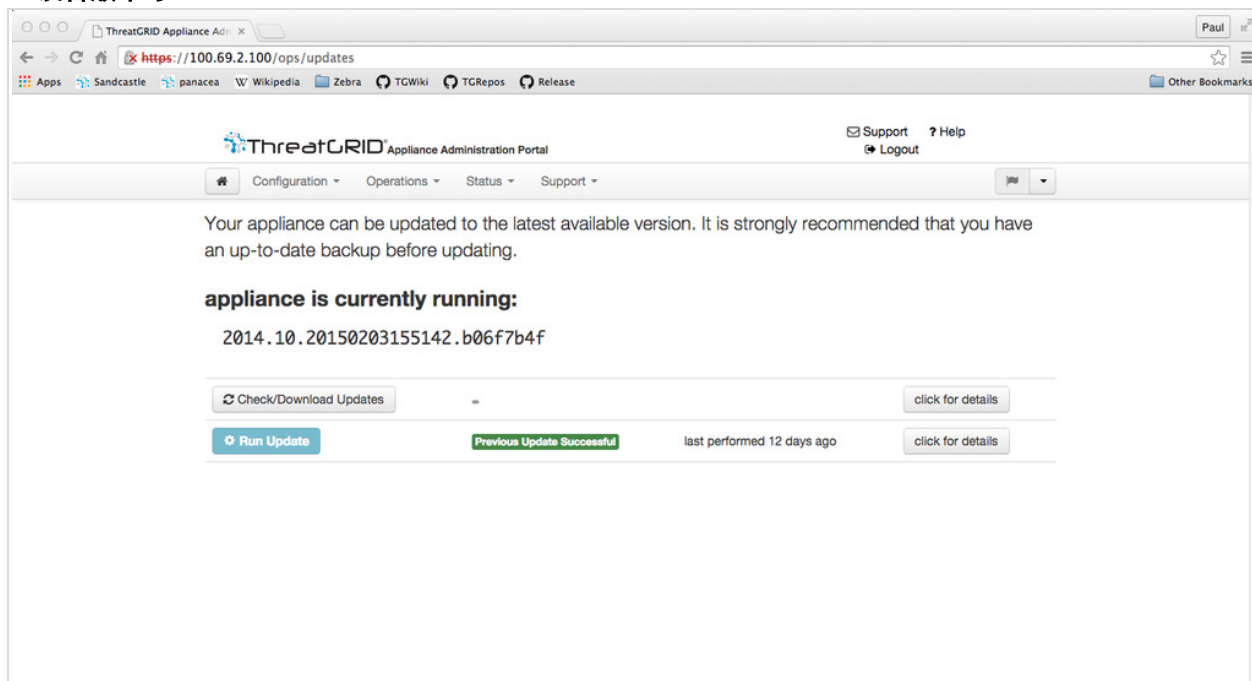 ThreatGRID Appliance Adn
Paul
https://100.69.2.100/ops/updates
Apps Sandcastle panacea W Wikipedia Zebra TGWiki TGRepos Release Other Bookmarks
ThreatGRID Appliance Administration Portal
Support ? Help
Logout
Configuration Operations Status Support
Your appliance can be updated to the latest available version. It is strongly recommended that you have
an up-to-date backup before updating.
appliance is currently running:
2014.10.20150203155142.b06f7b4f
Check/Download Updates - click for details
Run Update Previous Update Successful last performed 12 days ago click for details